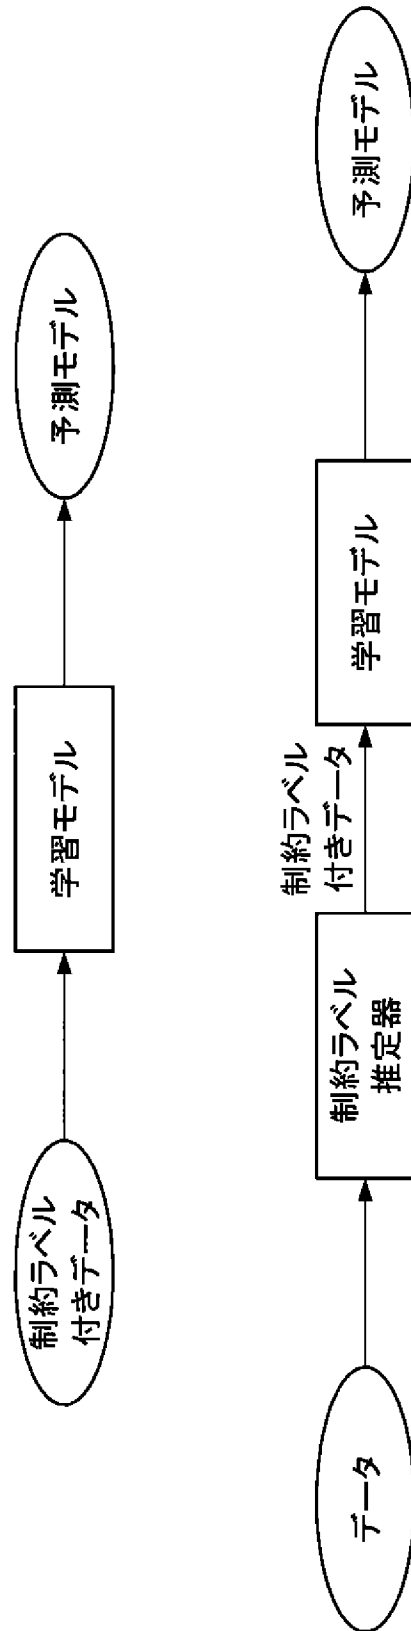 制約ラベル
付きデータ
学習モデル
予測モデル
データ
制約ラベル
推定器
制約ラベル
付きデータ
学習モデル
予測モデル